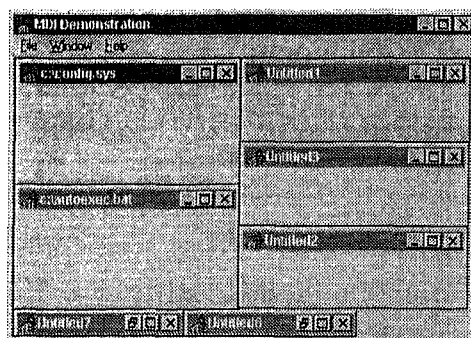 MDI Demonstration
File Window Help
c:\config.sys
Untitled1
Untitled3
c:\autoexec.bat
Untitled2
Untitled7